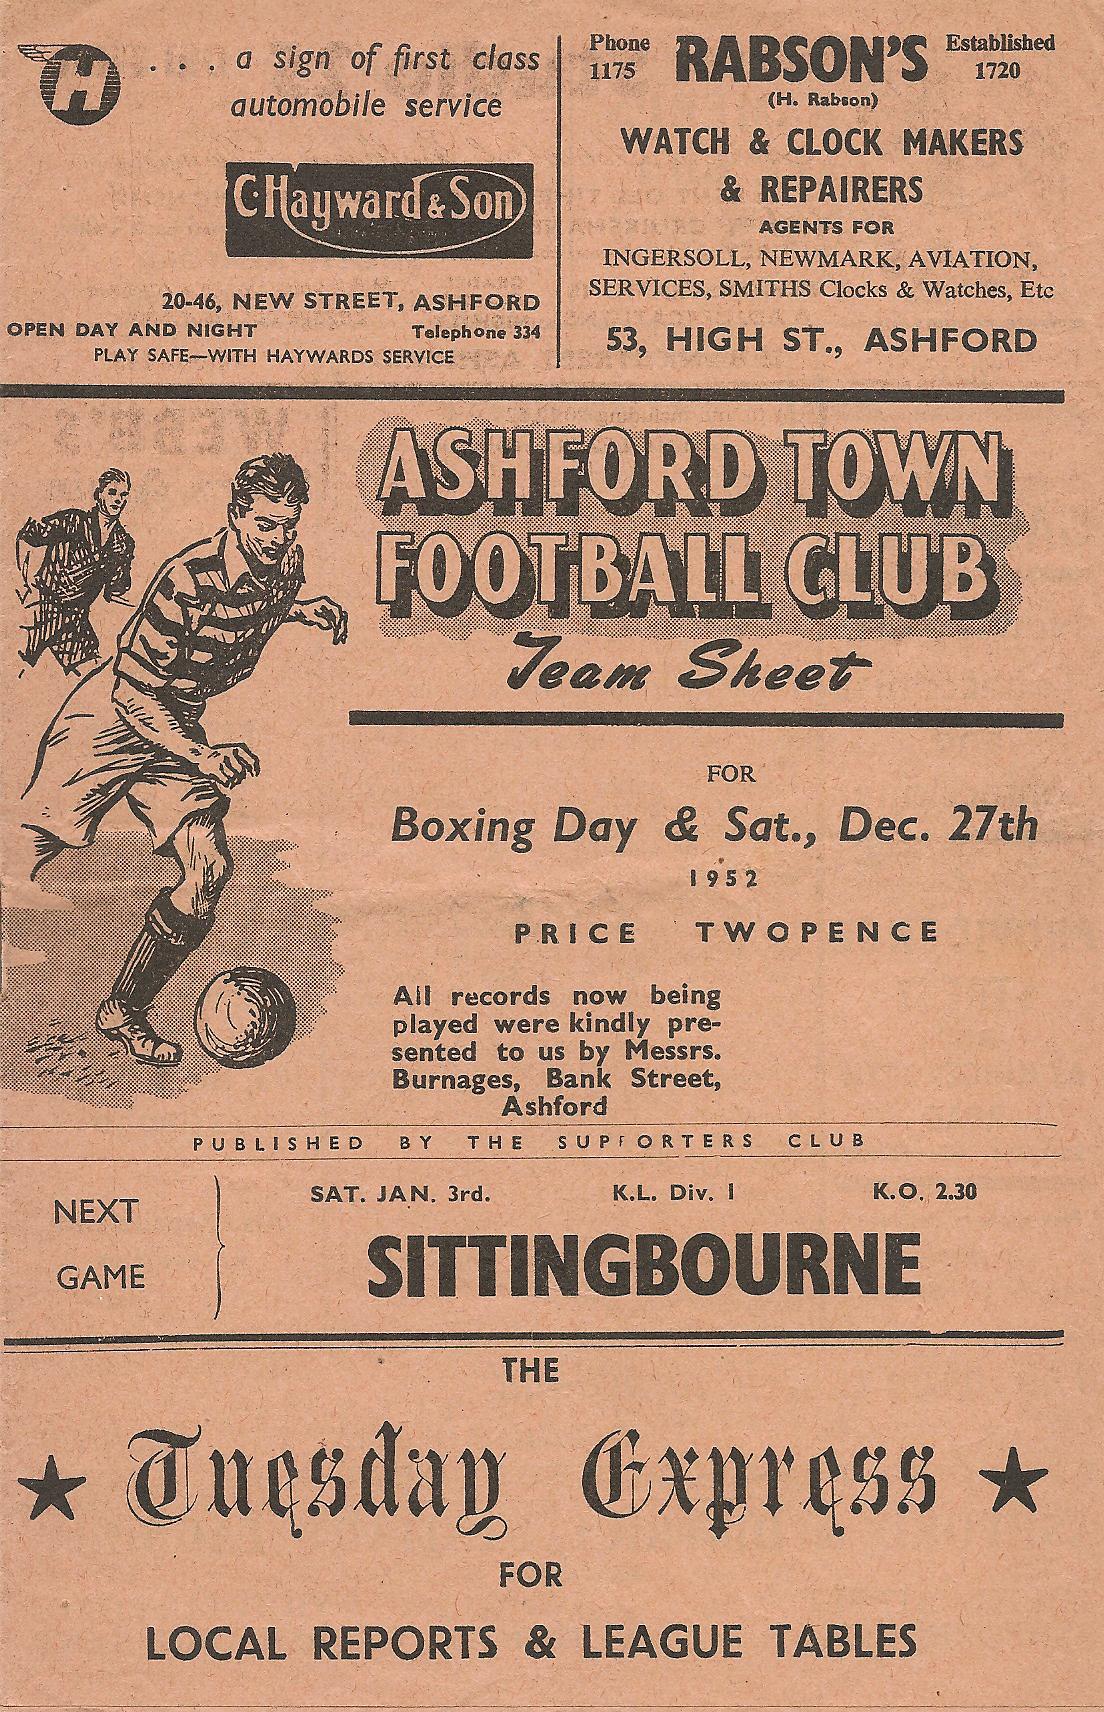 H
. . . a sign of first class
automobile service
C. Hayward & Son
20-46, NEW STREET, ASHFORD
OPEN DAY AND NIGHT Telephone 334
PLAY SAFE—WITH HAYWARDS SERVICE
Phone 1175
RABSON'S
Established 1720
(H. Rabson)
WATCH & CLOCK MAKERS
& REPAIRERS
AGENTS FOR
INGERSOLL, NEWMARK, AVIATION,
SERVICES, SMITHS Clocks & Watches, Etc
53, HIGH ST., ASHFORD
ASHFORD TOWN
FOOTBALL CLUB
Team Sheet
FOR
Boxing Day & Sat., Dec. 27th
1952
PRICE TWOPENCE
All records now being
played were kindly pre-
sented to us by Messrs.
Burnages, Bank Street,
Ashford
PUBLISHED BY THE SUPPORTERS CLUB
NEXT
GAME
SAT. JAN. 3rd. K.L. Div. 1 K.O. 2.30
SITTINGBOURNE
THE
Tuesday Express
FOR
LOCAL REPORTS & LEAGUE TABLES